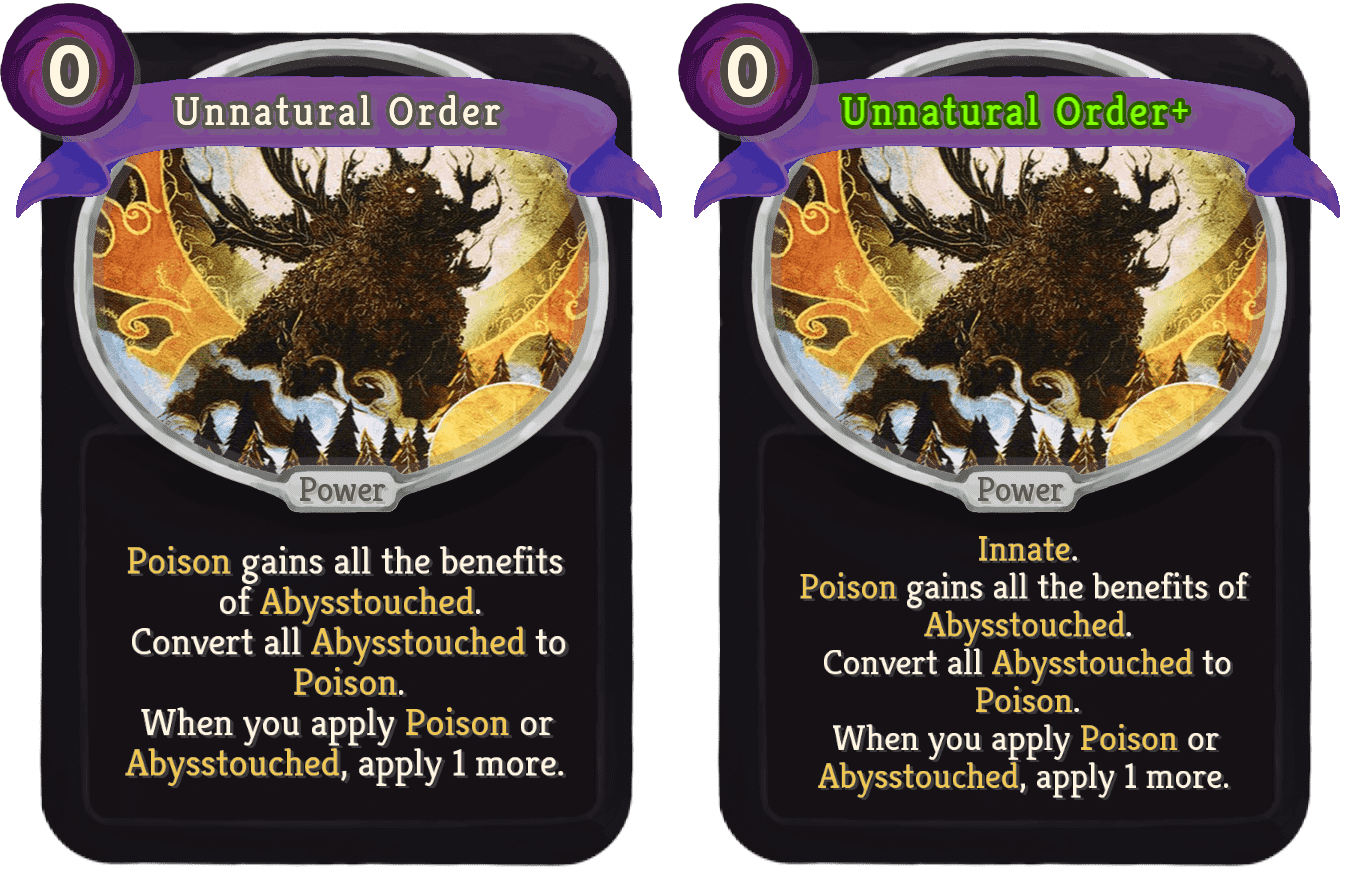 0
Unnatural Order
Power
Poison gains all the benefits
of Abysstouched.
Convert all Abysstouched to
Poison.
When you apply Poison or
Abysstouched, apply 1 more.
0
Unnatural Order+
Power
Innate.
Poison gains all the benefits of
Abysstouched.
Convert all Abysstouched to
Poison.
When you apply Poison or
Abysstouched, apply 1 more.